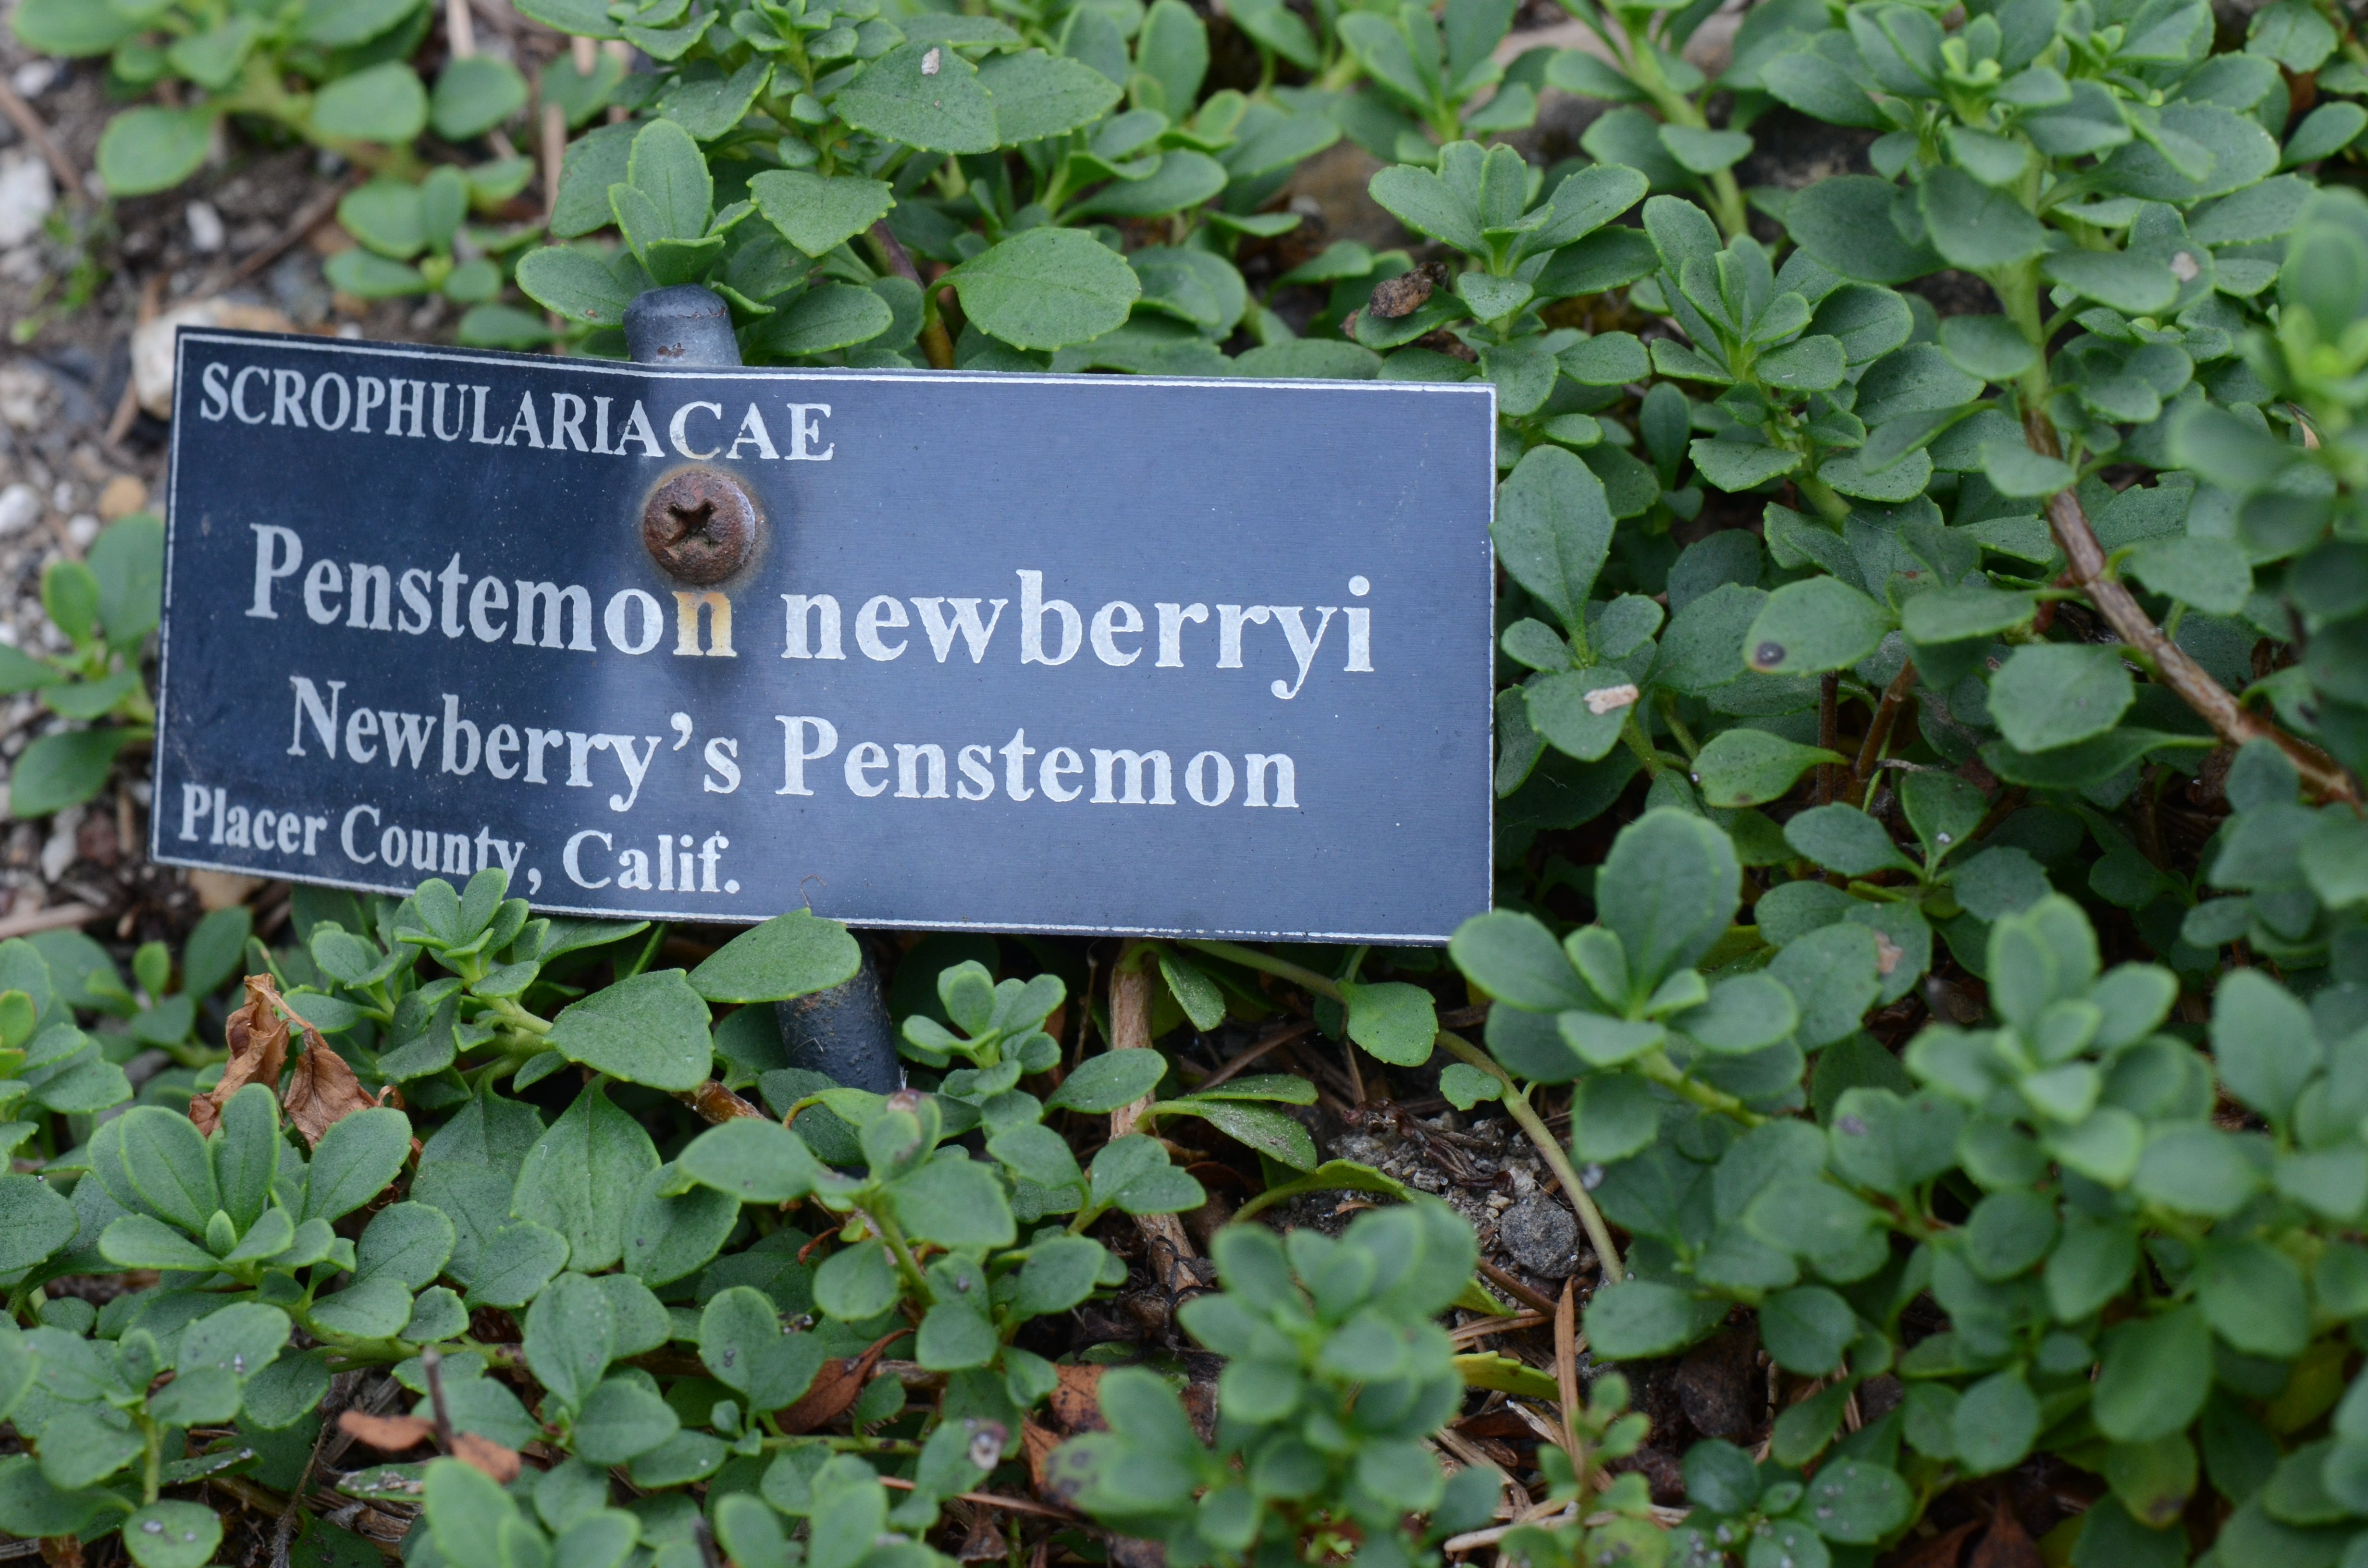 SCROPHULARIACAE
Penstemon newberryi
Newberry's Penstemon
Placer County, Calif.